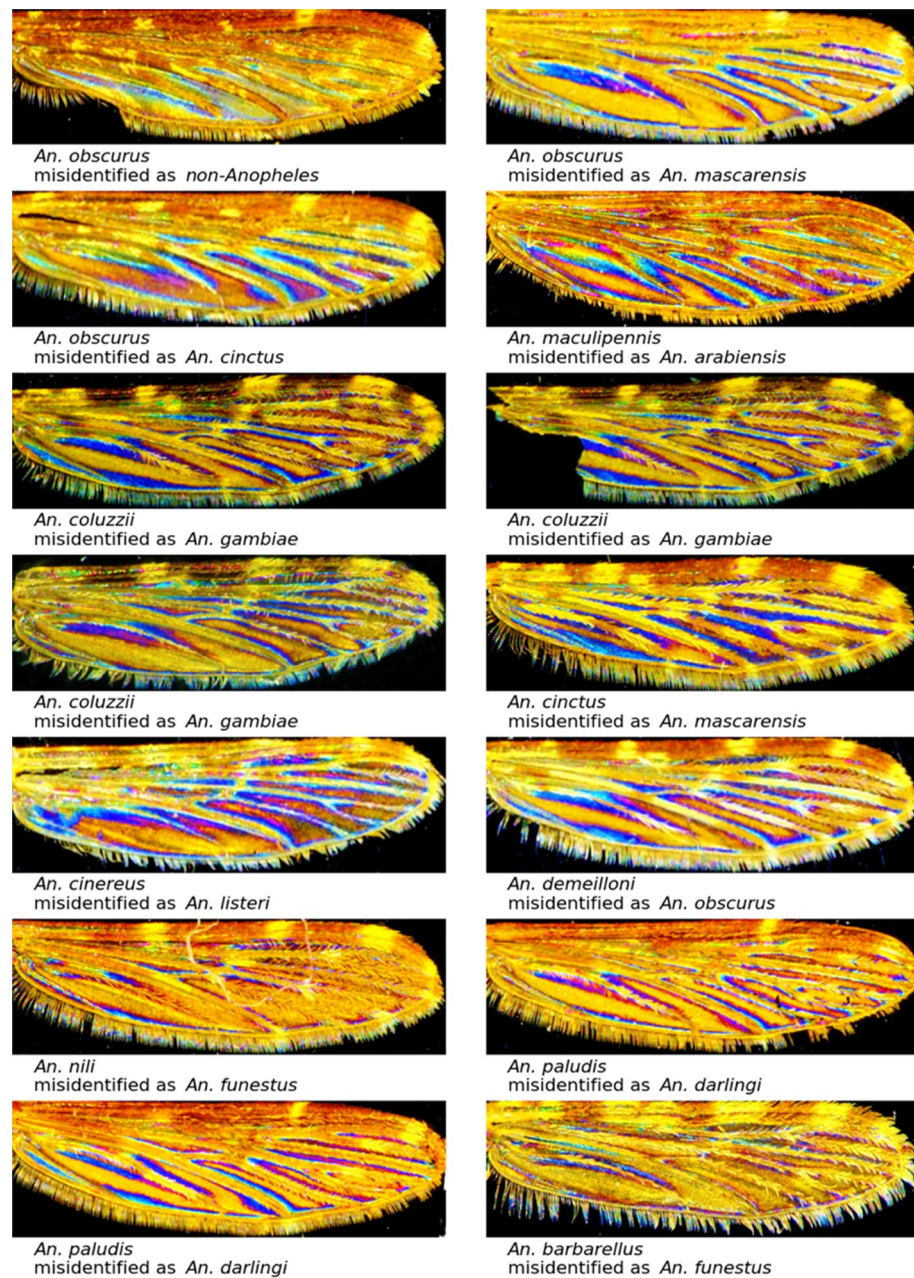 An. obscurus
misidentified as non-Anopheles
An. obscurus
misidentified as An. mascarensis
An. obscurus
misidentified as An. cinctus
An. maculipennis
misidentified as An. arabiensis
An. coluzzii
misidentified as An. gambiae
An. coluzzii
misidentified as An. gambiae
An. coluzzii
misidentified as An. gambiae
An. cinctus
misidentified as An. mascarensis
An. cinereus
misidentified as An. listeri
An. demeilloni
misidentified as An. obscurus
An. nili
misidentified as An. funestus
An. paludis
misidentified as An. darlingi
An. paludis
misidentified as An. darlingi
An. barbarellus
misidentified as An. funestus